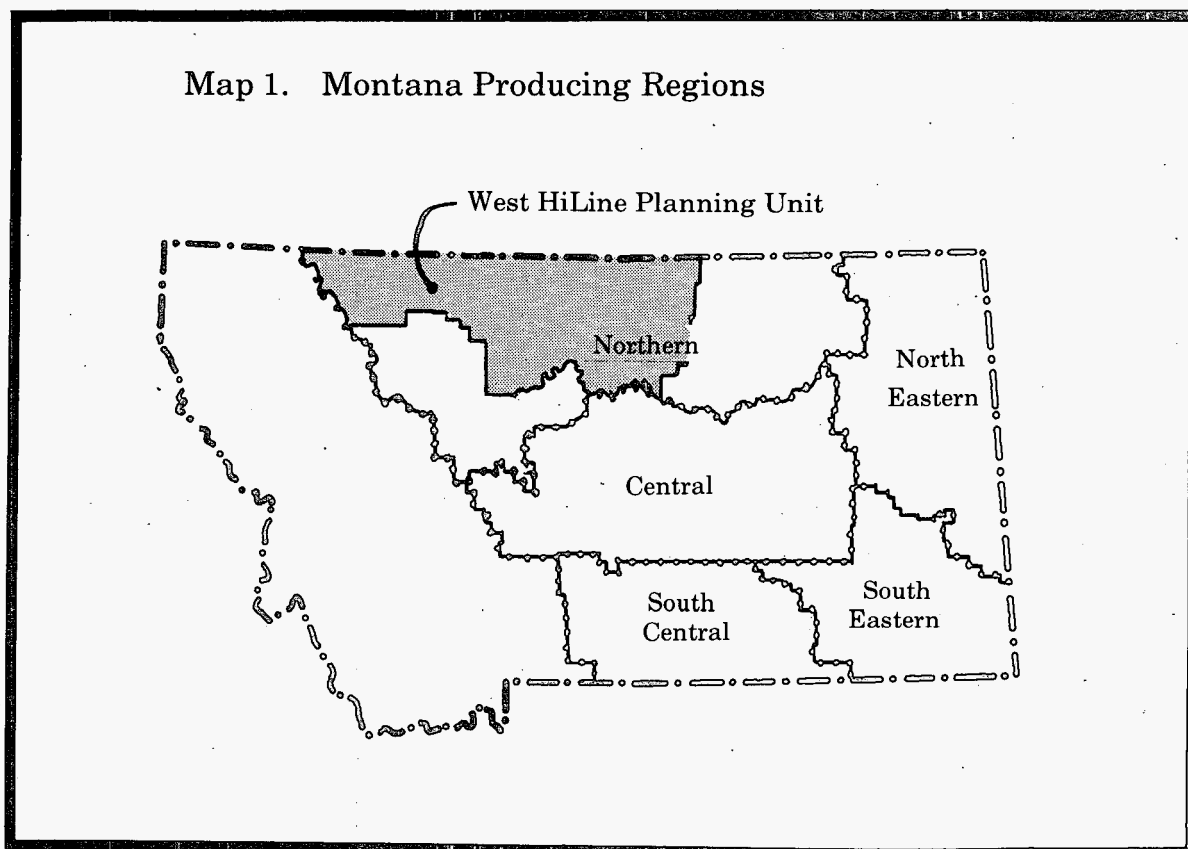 Map 1. Montana Producing Regions
West HiLine Planning Unit
Northern
North
Eastern
Central
South
Central
South
Eastern